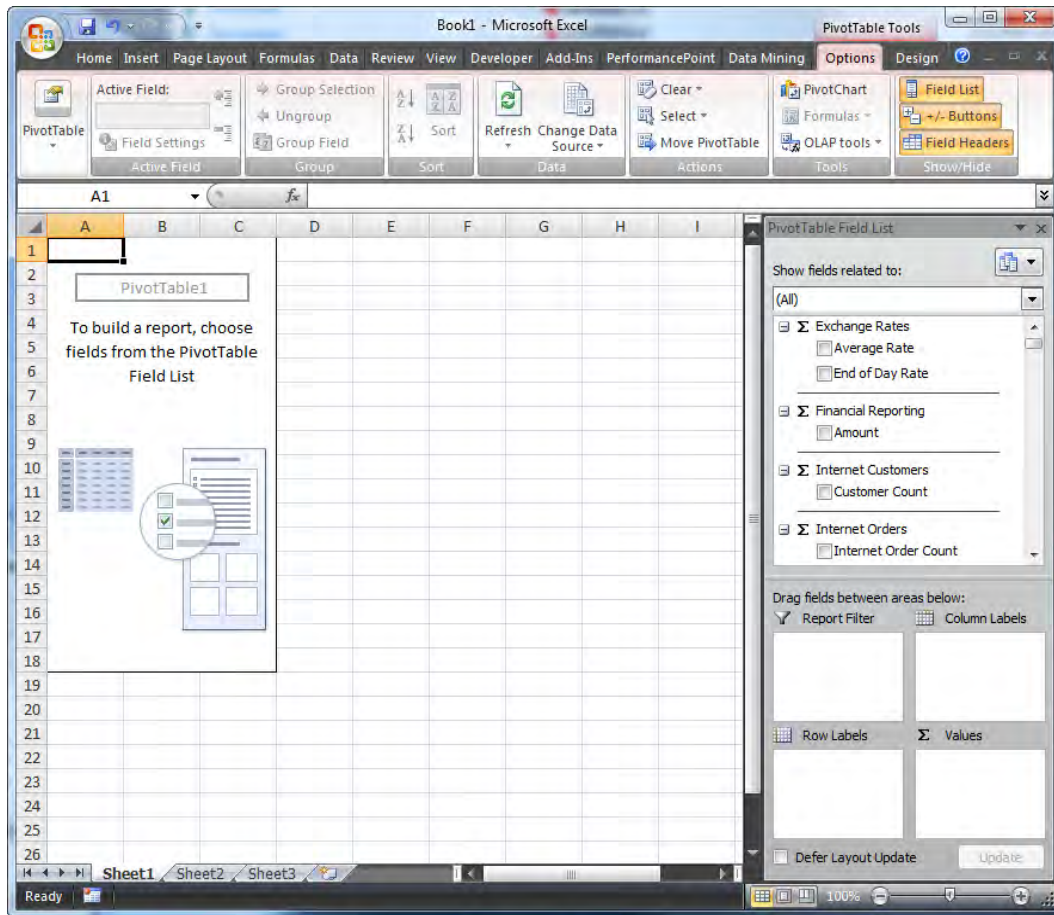 Book1 - Microsoft Excel
PivotTable Tools
Home Insert Page Layout Formulas Data Review View Developer Add-Ins PerformancePoint Data Mining Options Design
PivotTable
Active Field:
Field Settings
Active Field
Group Selection
Ungroup
Group Field
Group
Sort
Sort
Refresh
Change Data Source
Data
Clear
Select
Move PivotTable
Actions
PivotChart
Formulas
OLAP tools
Tools
Field List
+/- Buttons
Field Headers
Show/Hide
A1
fx
A B C D E F G H I
1
2
3
4
5
6
7
8
9
10
11
12
13
14
15
16
17
18
19
20
21
22
23
24
25
26
PivotTable1
To build a report, choose
fields from the PivotTable
Field List
PivotTable Field List
Show fields related to:
(All)
Σ Exchange Rates
Average Rate
End of Day Rate
Σ Financial Reporting
Amount
Σ Internet Customers
Customer Count
Σ Internet Orders
Internet Order Count
Drag fields between areas below:
Report Filter
Column Labels
Row Labels
Σ Values
Defer Layout Update
Update
Sheet1 Sheet2 Sheet3
Ready
100%